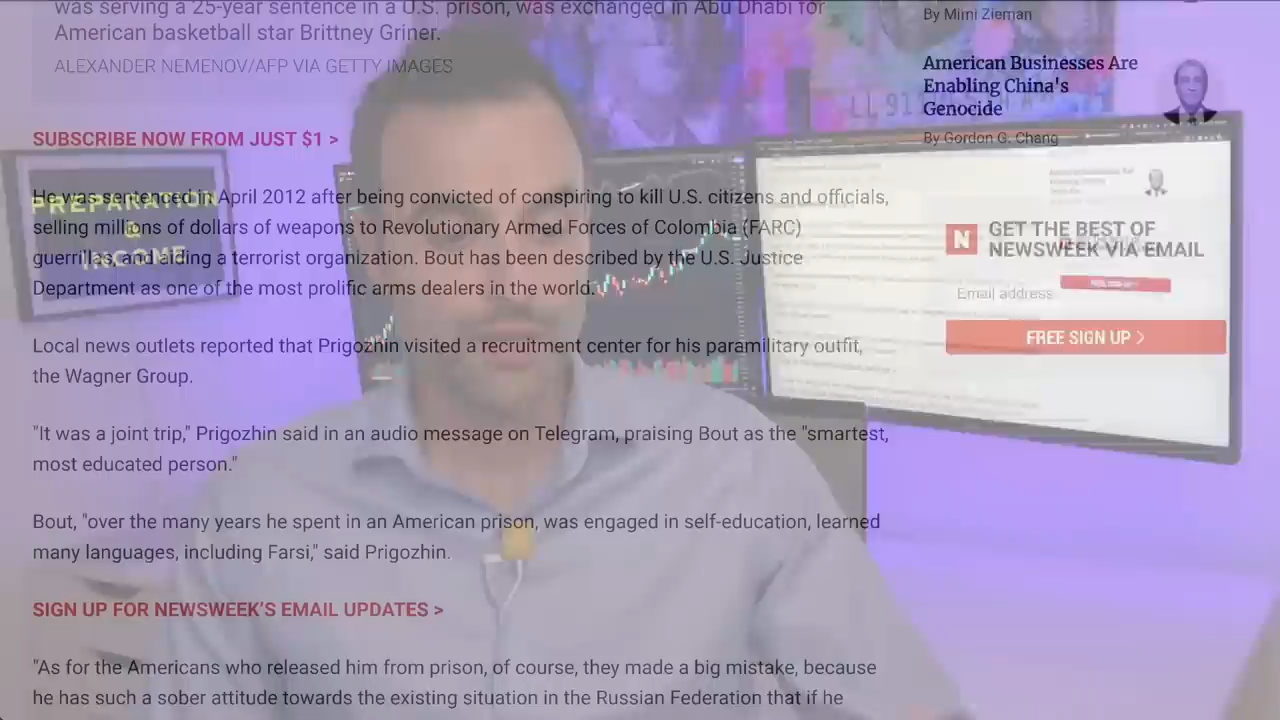 was serving a 25-year sentence in a U.S. prison, was exchanged in Abu Dhabi for
American basketball star Brittney Griner.
ALEXANDER NEMENOV/AFP VIA GETTY IMAGES
SUBSCRIBE NOW FROM JUST $1 >
He was sentenced in April 2012 after being convicted of conspiring to kill U.S. citizens and officials,
selling millions of dollars of weapons to Revolutionary Armed Forces of Colombia (FARC)
guerrillas, and aiding a terrorist organization. Bout has been described by the U.S. Justice
Department as one of the most prolific arms dealers in the world.
Local news outlets reported that Prigozhin visited a recruitment center for his paramilitary outfit,
the Wagner Group.
"It was a joint trip," Prigozhin said in an audio message on Telegram, praising Bout as the "smartest,
most educated person."
Bout, "over the many years he spent in an American prison, was engaged in self-education, learned
many languages, including Farsi," said Prigozhin.
SIGN UP FOR NEWSWEEK'S EMAIL UPDATES >
"As for the Americans who released him from prison, of course, they made a big mistake, because
he has such a sober attitude towards the existing situation in the Russian Federation that if he
By Mimi Zieman
American Businesses Are
Enabling China's
Genocide
By Gordon G. Chang
N
GET THE BEST OF
NEWSWEEK VIA EMAIL
Email address
FREE SIGN UP >
PREPARATION
&
INCOME